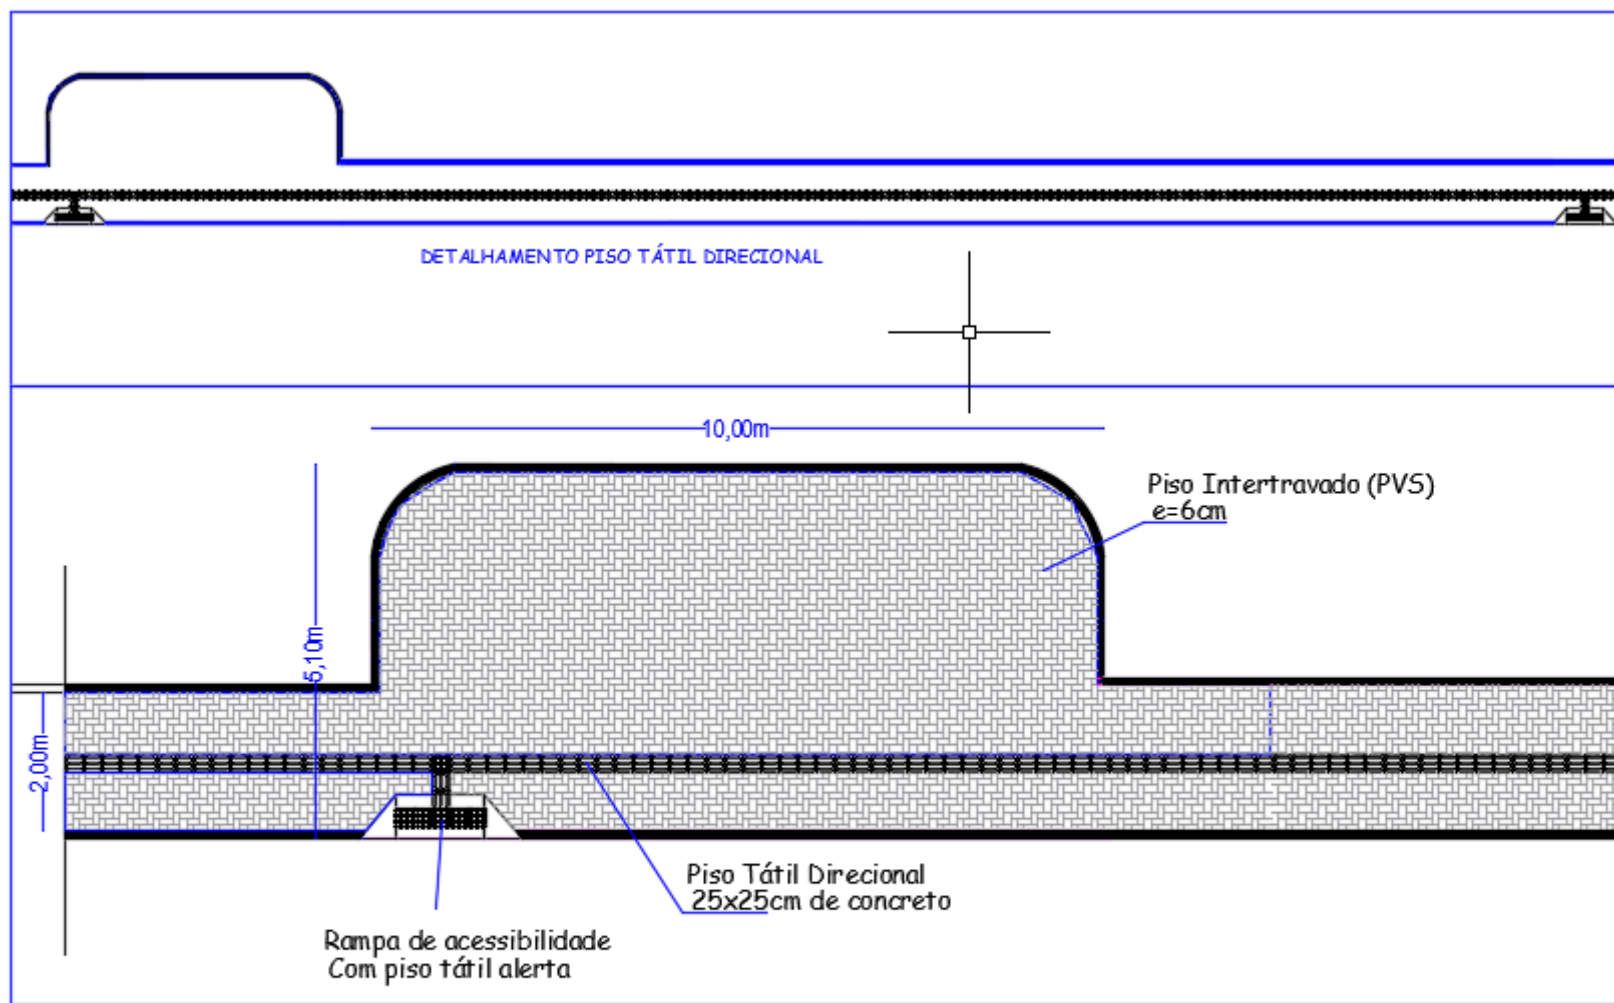 DETALHAMENTO PISO TÁTIL DIRECIONAL
10,00m
Piso Intertravado (PVS)
e=6cm
5,10m
2,00m
Piso Tátil Direcional
25x25cm de concreto
Rampa de acessibilidade
Com piso tátil alerta